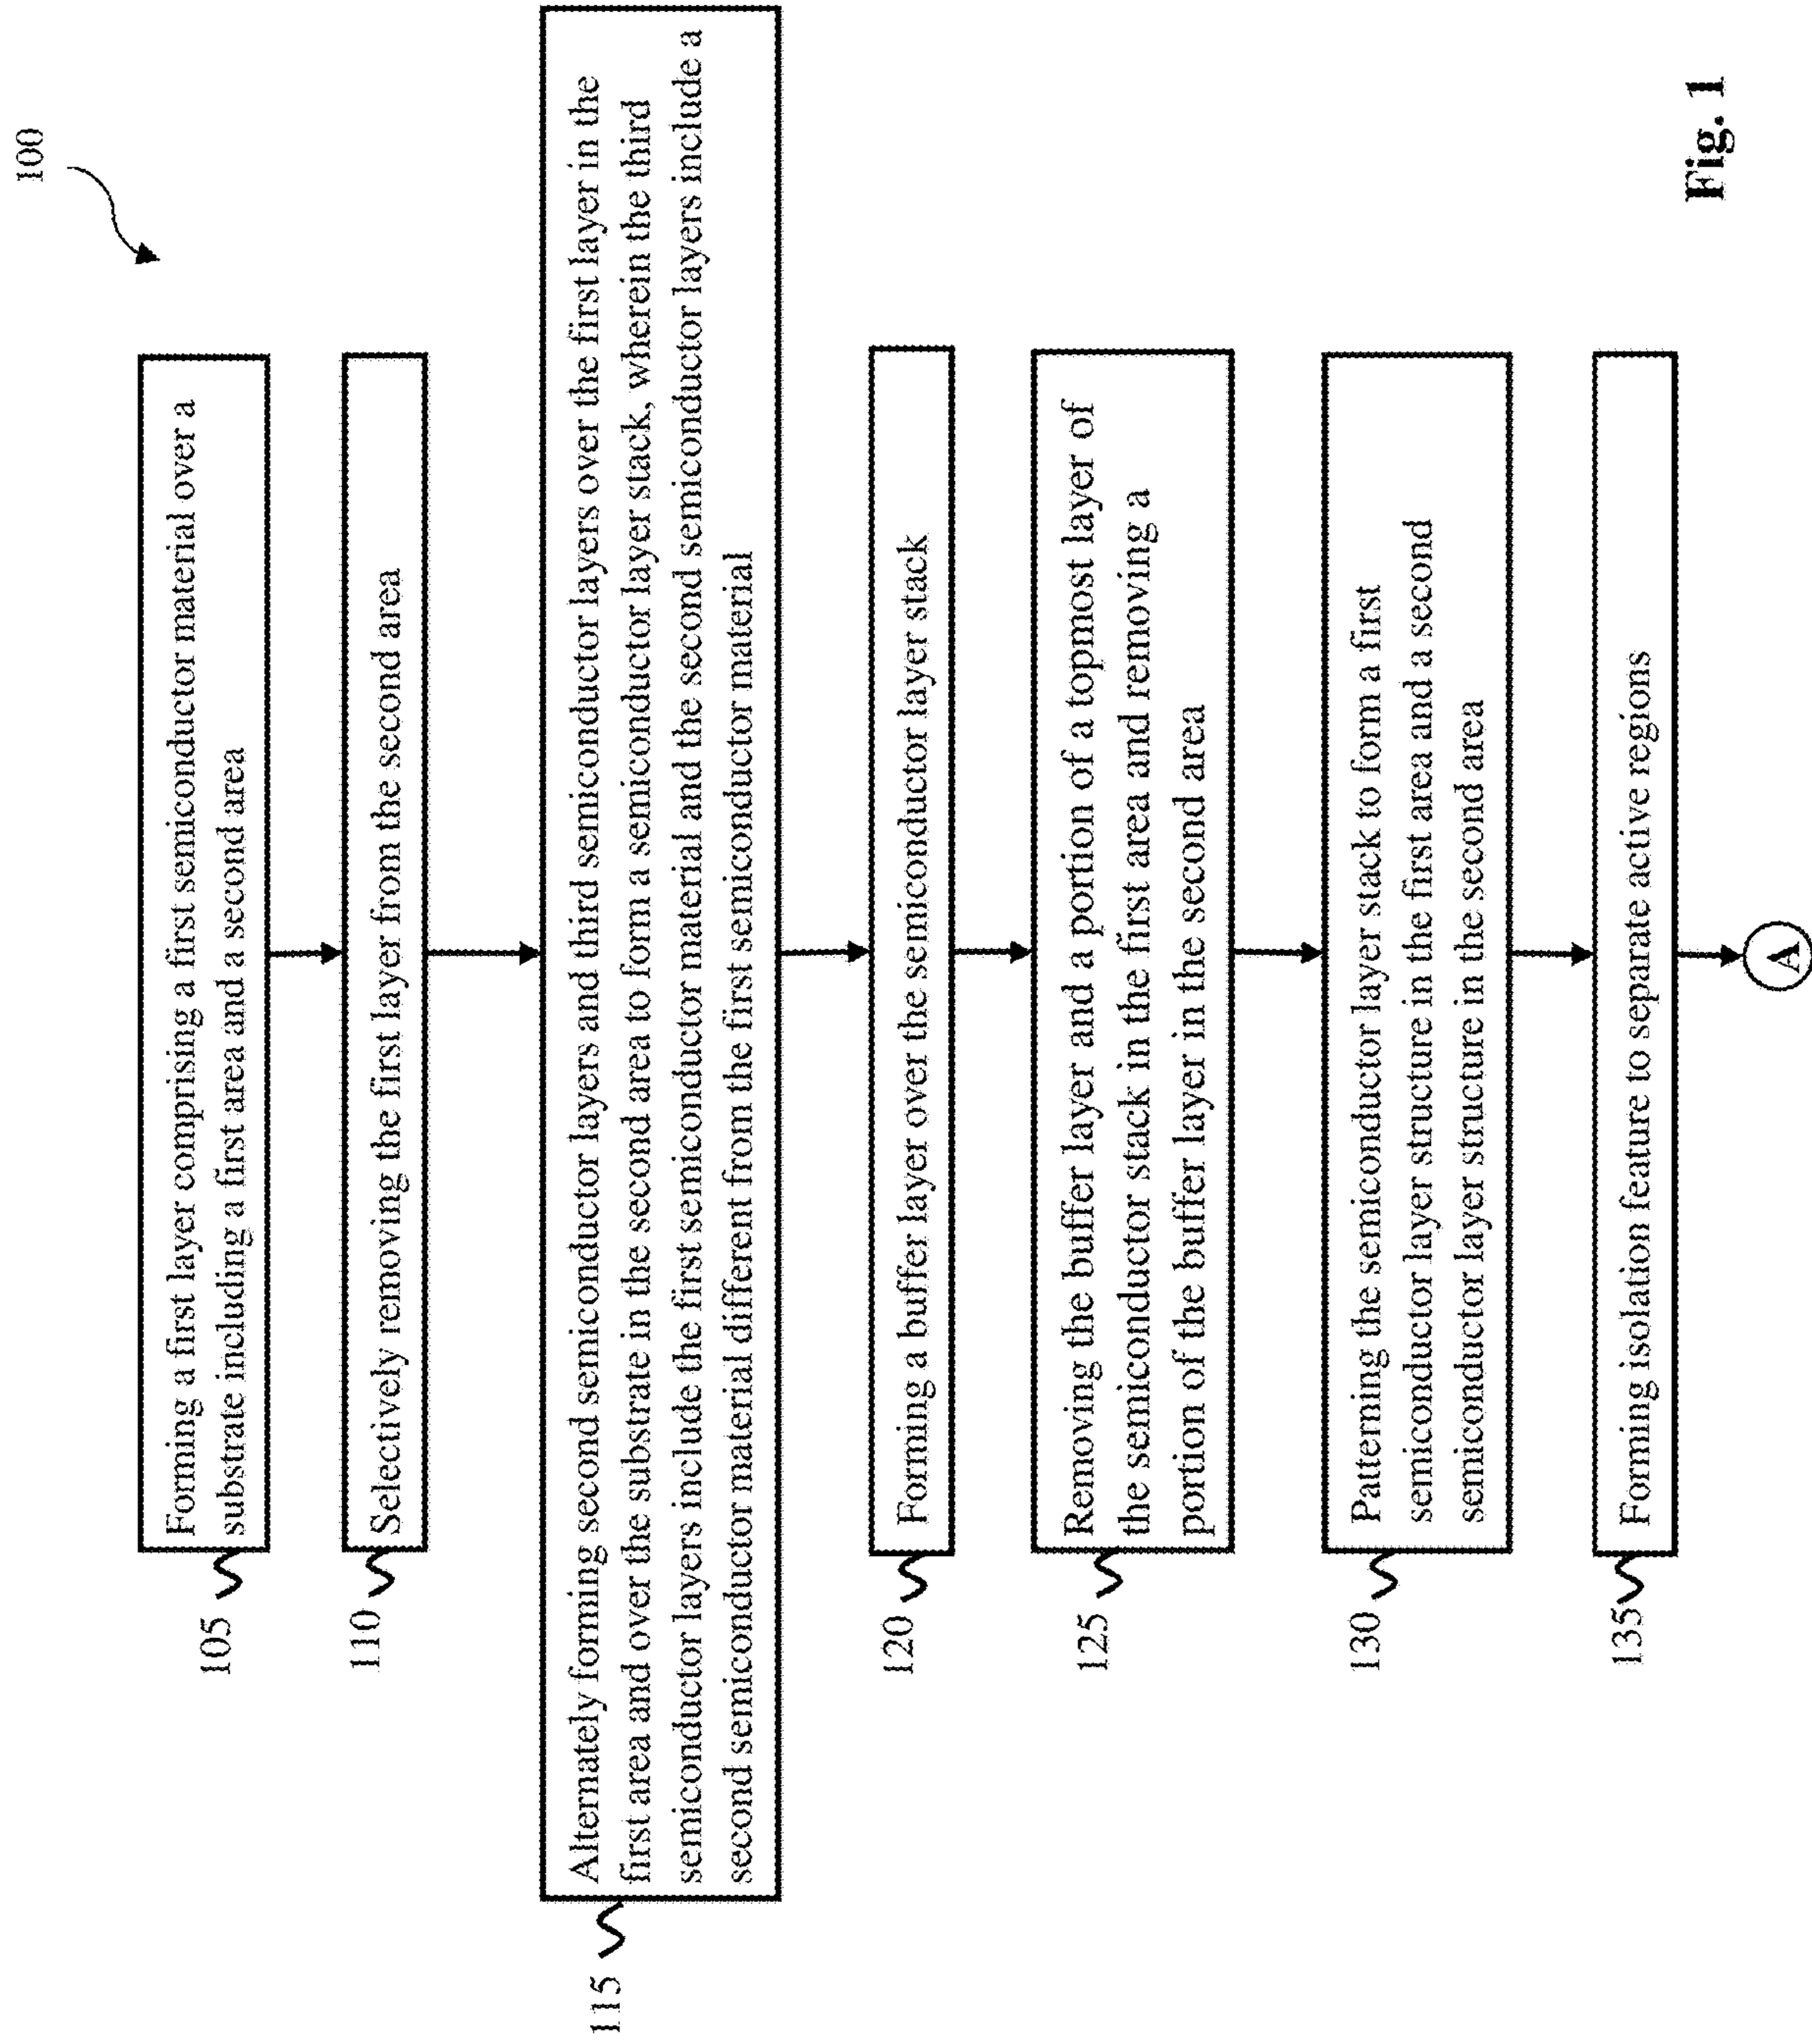 100
105
Forming a first layer comprising a first semiconductor material over a
substrate including a first area and a second area
110
Selectively removing the first layer from the second area
115
Alternately forming second semiconductor layers and third semiconductor layers over the first layer in the
first area and over the substrate in the second area to form a semiconductor layer stack, wherein the third
semiconductor layers include the first semiconductor material and the second semiconductor layers include a
second semiconductor material different from the first semiconductor material
120
Forming a buffer layer over the semiconductor layer stack
125
Removing the buffer layer and a portion of a topmost layer of
the semiconductor stack in the first area and removing a
portion of the buffer layer in the second area
130
Patterning the semiconductor layer stack to form a first
semiconductor layer structure in the first area and a second
semiconductor layer structure in the second area
135
Forming isolation feature to separate active regions
A
Fig. 1